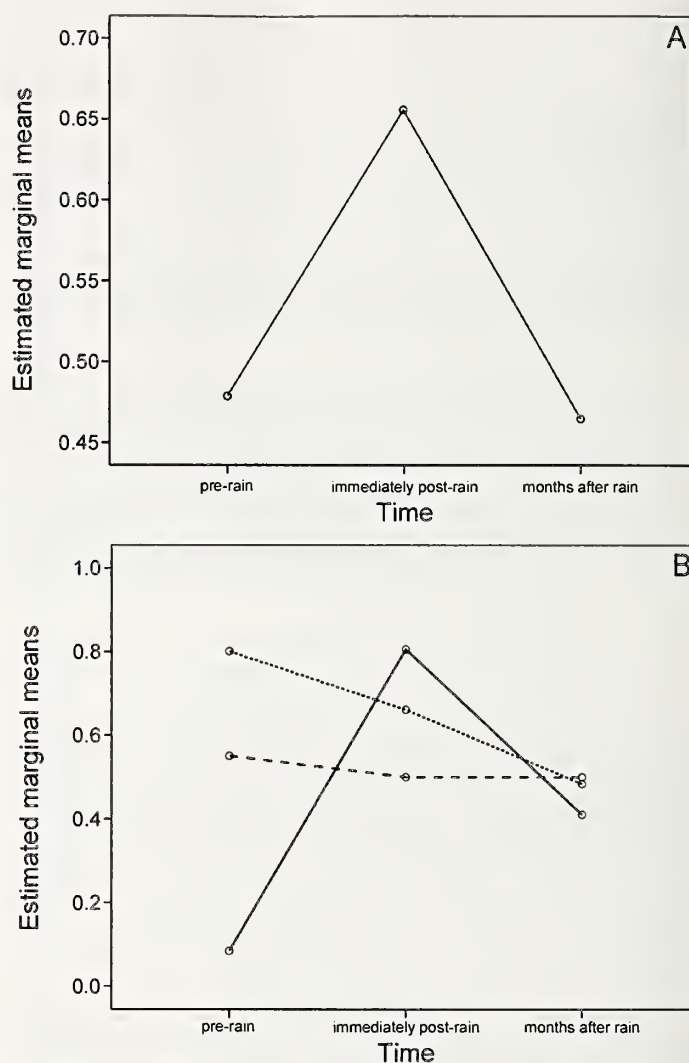 A
0.70
0.65
0.60
0.55
0.50
0.45
Estimated marginal means
pre-rain immediately post-rain months after rain
Time
B
1.0
0.8
0.6
0.4
0.2
0.0
Estimated marginal means
pre-rain immediately post-rain months after rain
Time